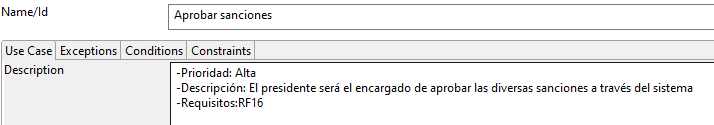 Name/Id
Aprobar sanciones
Use Case Exceptions Conditions Constraints
Description
-Prioridad: Alta
-Descripción: El presidente será el encargado de aprobar las diversas sanciones a través del sistema
-Requisitos:RF16